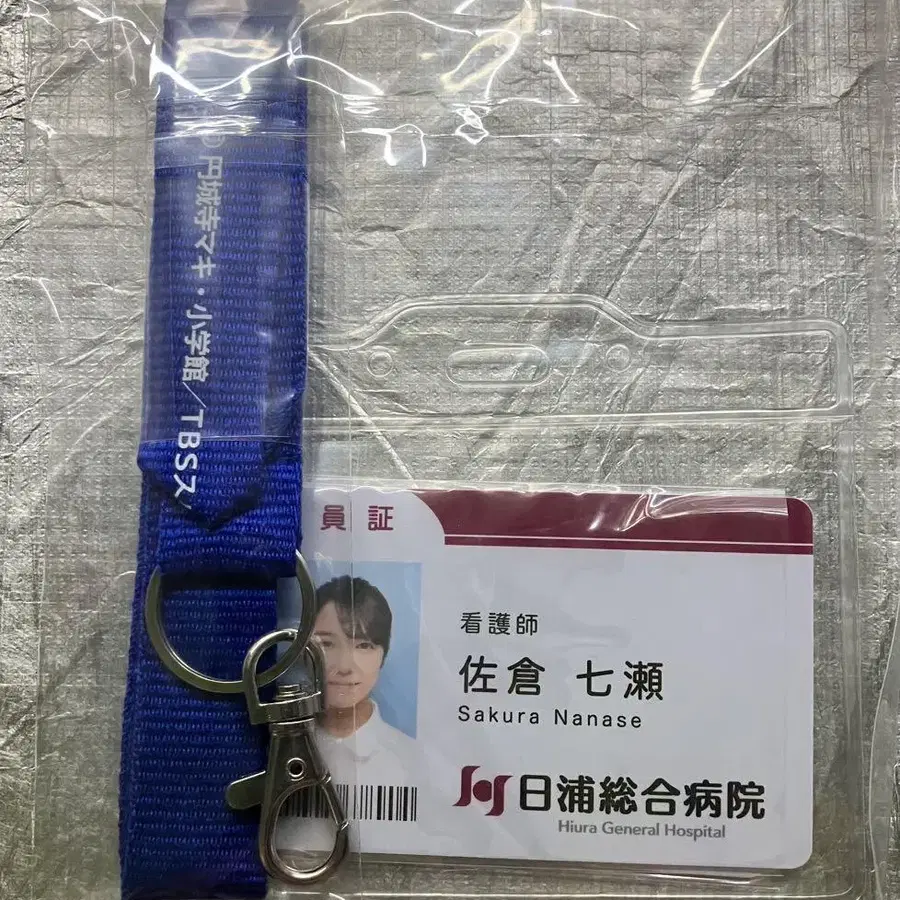 円城寺マキ・小学館/TBSス
員証
看護師
佐倉 七瀬
Sakura Nanase
日浦総合病院
Hiura General Hospital